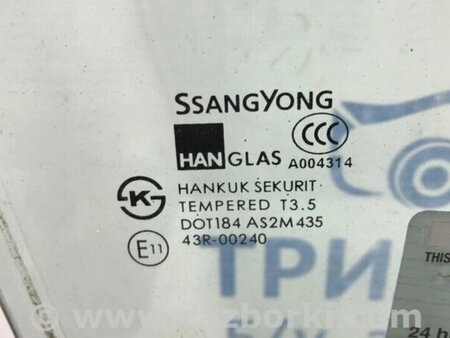 SSANGYONG
HANGLAS
CCC
A004314
K
HANKUK SEKURIT
TEMPERED T3.5
DOT184 AS2M435
E11
43R-00240
ТРИ
THIS
24 h